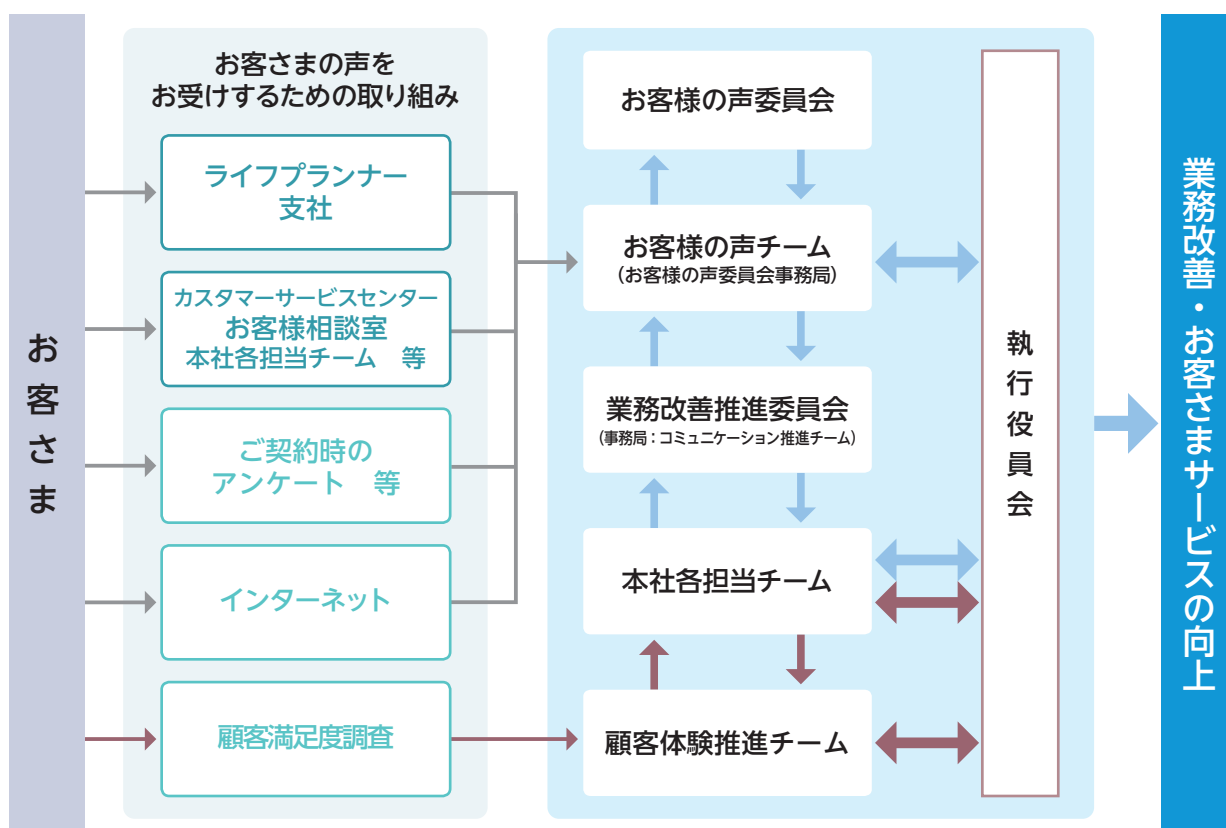 お客さま
お客さまの声を
お受けするための取り組み
ライフプランナー
支社
カスタマーサービスセンター
お客様相談室
本社各担当チーム　等
ご契約時の
アンケート　等
インターネット
顧客満足度調査
お客様の声委員会
お客様の声チーム
（お客様の声委員会事務局）
業務改善推進委員会
（事務局：コミュニケーション推進チーム）
本社各担当チーム
顧客体験推進チーム
執行役員会
業務改善・お客さまサービスの向上